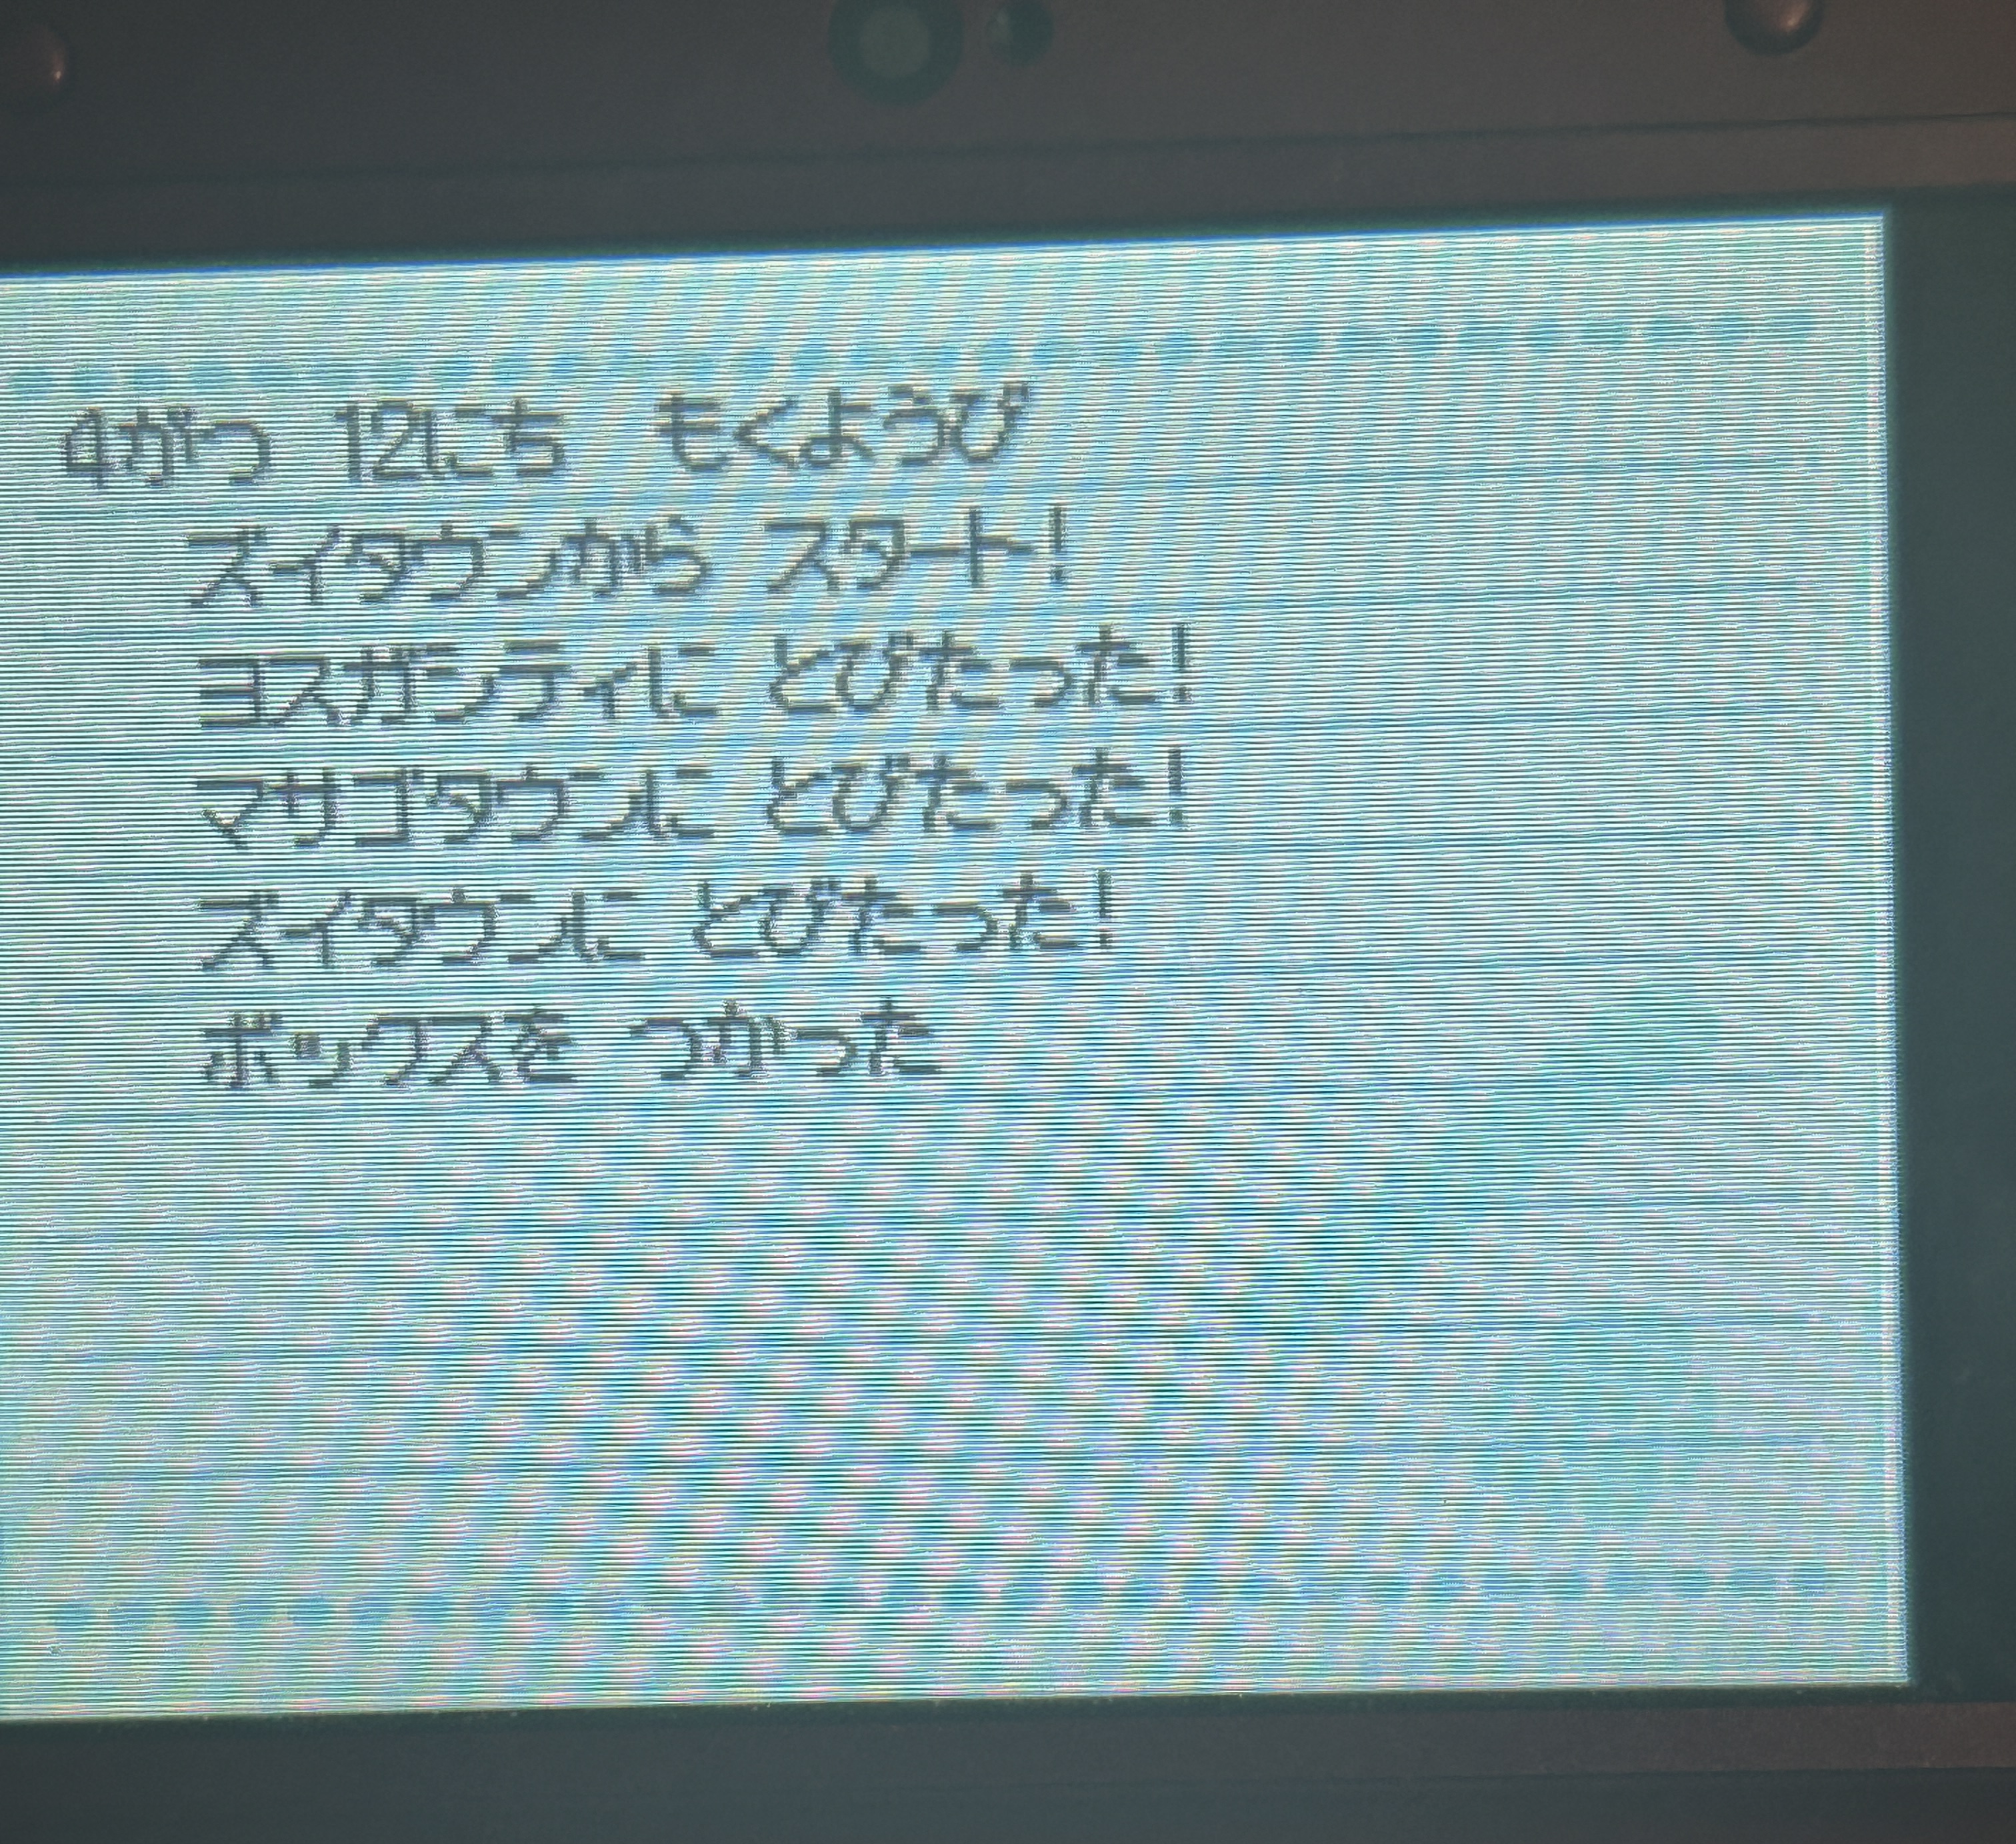 4がつ 12にち もくようび
ズイタウンから スタート!
ヨスガシティに とびたった!
マサゴタウンに とびたった!
ズイタウンに とびたった!
ボックスを つかった